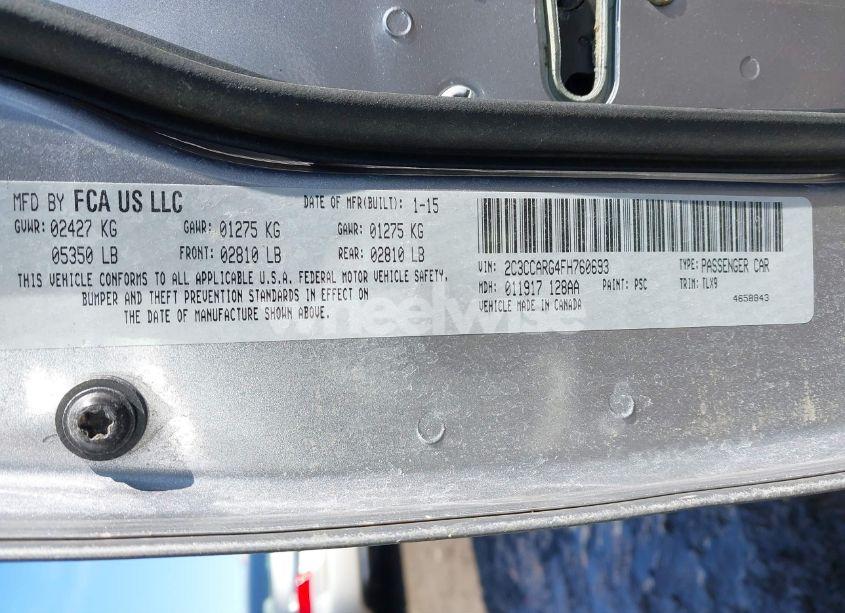 MFD BY FCA US LLC DATE OF MFR(BUILT): 1-15
GVWR: 02427 KG GAWR: 01275 KG GAWR: 01275 KG
05350 LB FRONT: 02810 LB REAR: 02810 LB
THIS VEHICLE CONFORMS TO ALL APPLICABLE U.S.A. FEDERAL MOTOR VEHICLE SAFETY,
BUMPER AND THEFT PREVENTION STANDARDS IN EFFECT ON
THE DATE OF MANUFACTURE SHOWN ABOVE.
VIN: 2C3CCARG4FH760693 TYPE: PASSENGER CAR
MDH: 011917 128AA PAINT: PSC TRIM: TLX9
VEHICLE MADE IN CANADA 4658843
wheelwise